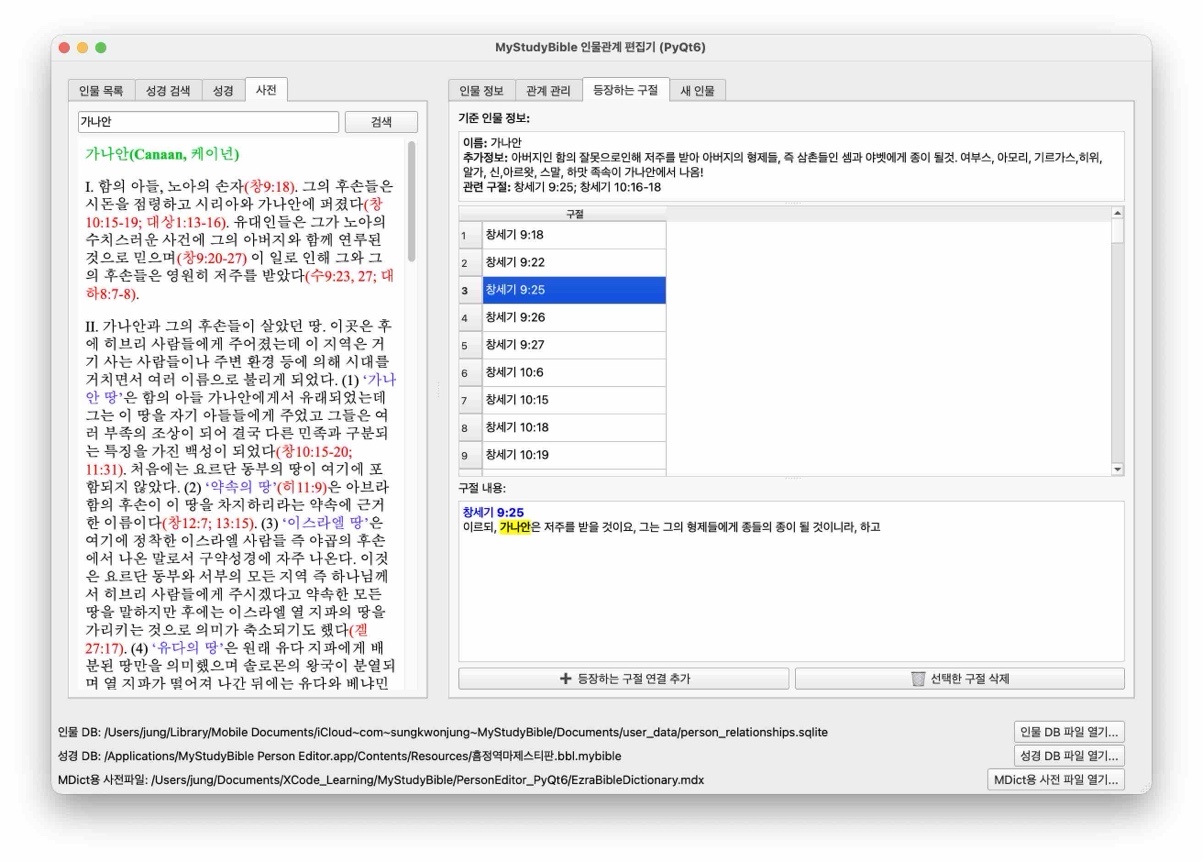 MyStudyBible 인물관계 편집기 (PyQt6)
인물 목록
성경 검색
성경
사전
가나안
검색
가나안(Canaan, 케이넌)
I. 함의 아들, 노아의 손자(창9:18). 그의 후손들은
시돈을 점령하고 시리아와 가나안에 퍼졌다(창
10:15-19; 대상1:13-16). 유대인들은 그가 노아의
수치스러운 사건에 그의 아버지와 함께 연루된
것으로 믿으며(창9:20-27) 이 일로 인해 그와 그
의 후손들은 영원히 저주를 받았다(수9:23, 27; 대
하8:7-8).
II. 가나안과 그의 후손들이 살았던 땅. 이곳은 후
에 히브리 사람들에게 주어졌는데 이 지역은 거
기 사는 사람들이나 주변 환경 등에 의해 시대를
거치면서 여러 이름으로 불리게 되었다. (1) ‘가나
안 땅’은 함의 아들 가나안에게서 유래되었는데
그는 이 땅을 자기 아들들에게 주었고 그들은 여
러 부족의 조상이 되어 결국 다른 민족과 구분되
는 특징을 가진 백성이 되었다(창10:15-20;
11:31). 처음에는 요르단 동부의 땅이 여기에 포
함되지 않았다. (2) ‘약속의 땅’(히11:9)은 아브라
함의 후손이 이 땅을 차지하리라는 약속에 근거
한 이름이다(창12:7; 13:15). (3) ‘이스라엘 땅’은
여기에 정착한 이스라엘 사람들 즉 야곱의 후손
에서 나온 말로서 구약성경에 자주 나온다. 이것
은 요르단 동부와 서부의 모든 지역 즉 하나님께
서 히브리 사람들에게 주시겠다고 약속한 모든
땅을 말하지만 후에는 이스라엘 열 지파의 땅을
가리키는 것으로 의미가 축소되기도 했다(겔
27:17). (4) ‘유다의 땅’은 원래 유다 지파에게 배
분된 땅만을 의미했으며 솔로몬의 왕국이 분열되
며 열 지파가 떨어져 나간 뒤에는 유다와 베냐민
인물 정보
관계 관리
등장하는 구절
새 인물
기준 인물 정보:
이름: 가나안
추가정보: 아버지인 함의 잘못으로인해 저주를 받아 아버지의 형제들, 즉 삼촌들인 셈과 야벳에게 종이 될것. 여부스, 아모리, 기르가스,히위,
알가, 신,아르왓, 스말, 하맛 족속이 가나안에서 나옴!
관련 구절: 창세기 9:25; 창세기 10:16-18
구절
1 창세기 9:18
2 창세기 9:22
3 창세기 9:25
4 창세기 9:26
5 창세기 9:27
6 창세기 10:6
7 창세기 10:15
8 창세기 10:18
9 창세기 10:19
구절 내용:
창세기 9:25
이르되, 가나안은 저주를 받을 것이요, 그는 그의 형제들에게 종들의 종이 될 것이니라, 하고
등장하는 구절 연결 추가
선택한 구절 삭제
인물 DB: /Users/jung/Library/Mobile Documents/iCloud~com~sungkwonjung~MyStudyBible/Documents/user_data/person_relationships.sqlite
인물 DB 파일 열기...
성경 DB: /Applications/MyStudyBible Person Editor.app/Contents/Resources/흠정역마제스티판.bbl.mybible
성경 DB 파일 열기...
MDict용 사전파일: /Users/jung/Documents/XCode_Learning/MyStudyBible/PersonEditor_PyQt6/EzraBibleDictionary.mdx
MDict용 사전 파일 열기...